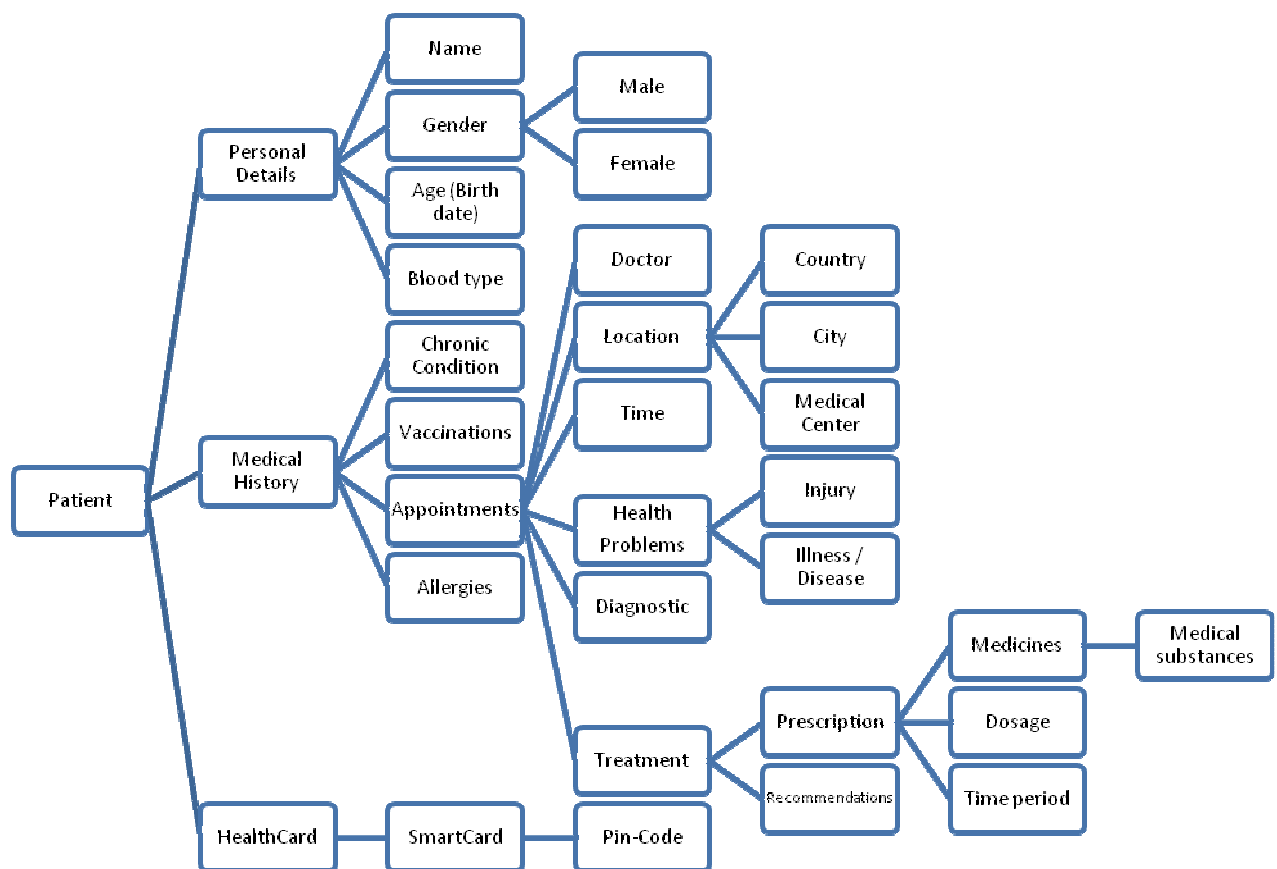 Name
Male
Gender
Personal
Details
Female
Age (Birth
date)
Blood type
Doctor
Country
Chronic
Condition
Location
City
Vaccinations
Time
Medical
Center
Medical
History
Patient
Appointments
Health
Problems
Injury
Illness /
Disease
Allergies
Diagnostic
Medicines
Medical
substances
Prescription
Dosage
Treatment
Recommendations
Time period
HealthCard
SmartCard
Pin-Code